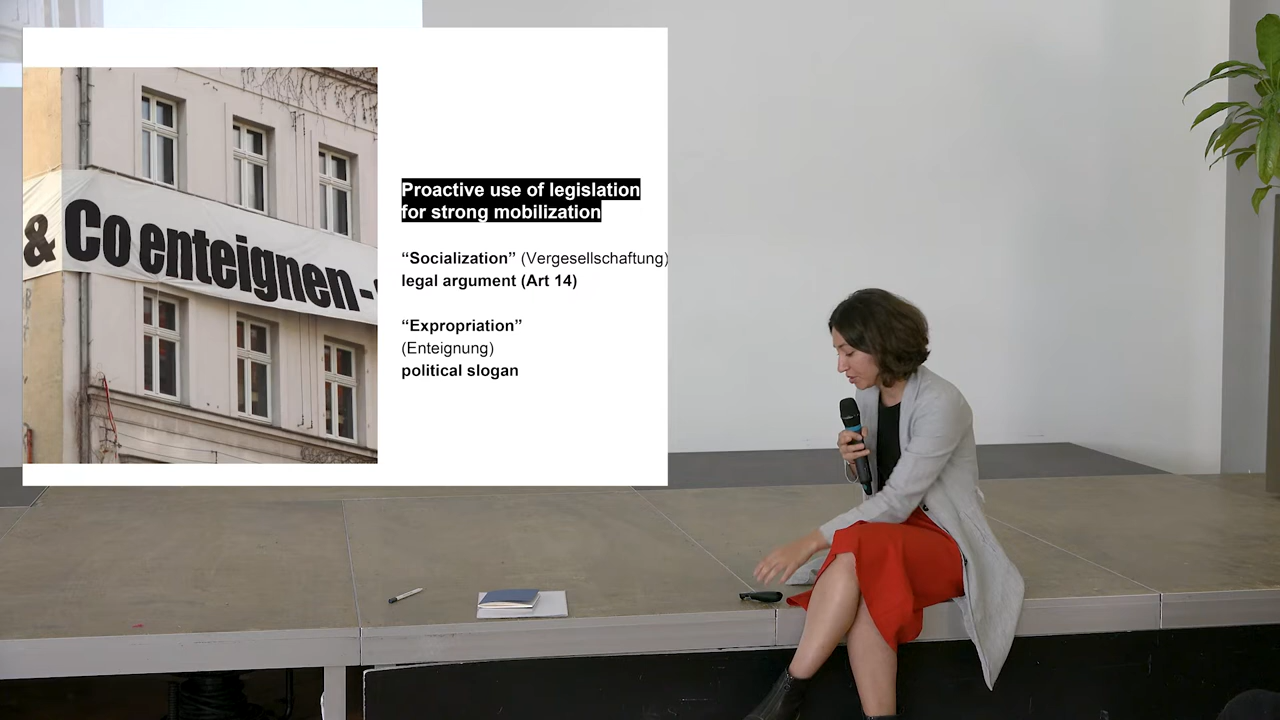 & Co enteignen -
Proactive use of legislation
for strong mobilization
“Socialization” (Vergesellschaftung)
legal argument (Art 14)
“Expropriation”
(Enteignung)
political slogan